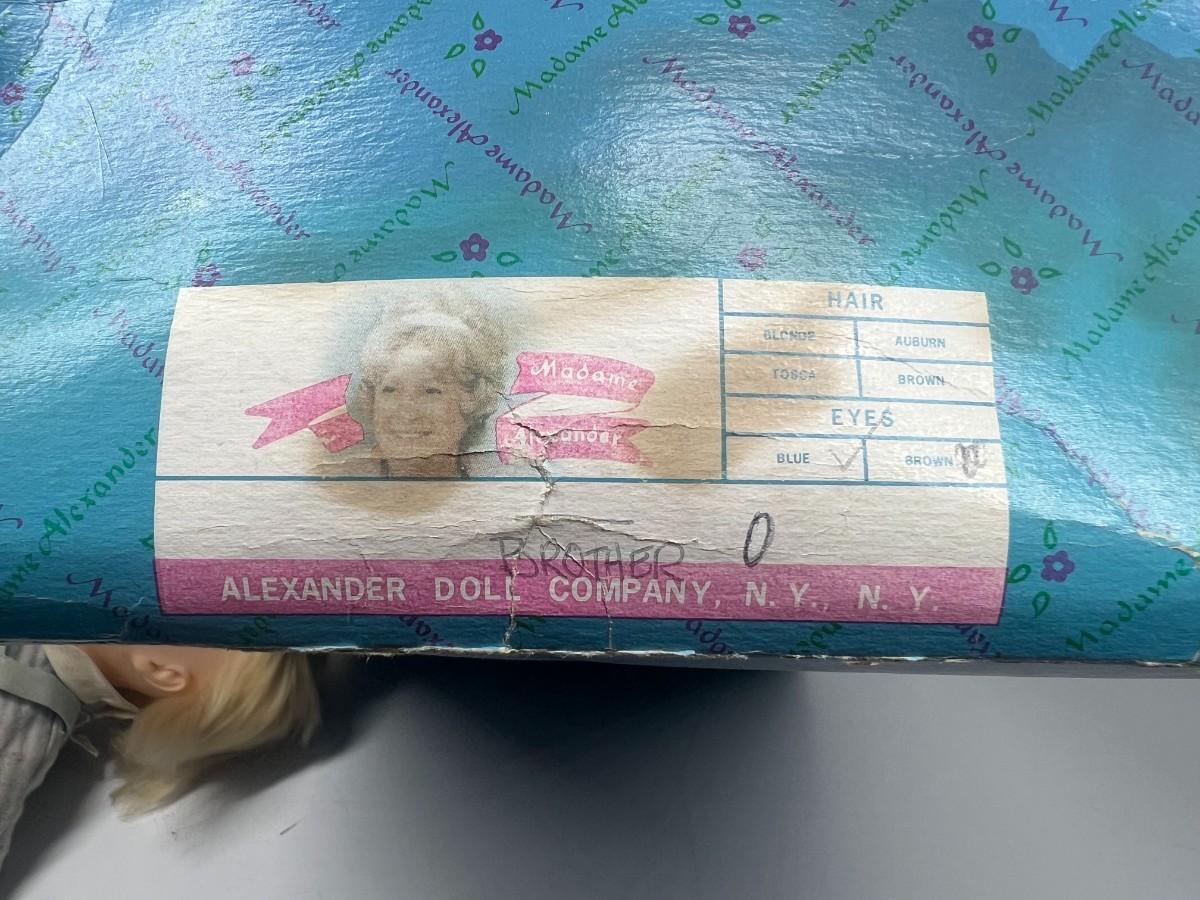 Madame Alexander
HAIR
BLONDE AUBURN
TOSCA BROWN
EYES
BLUE BROWN
Madame
Alexander
BROTHER 0
ALEXANDER DOLL COMPANY, N. Y., N. Y.